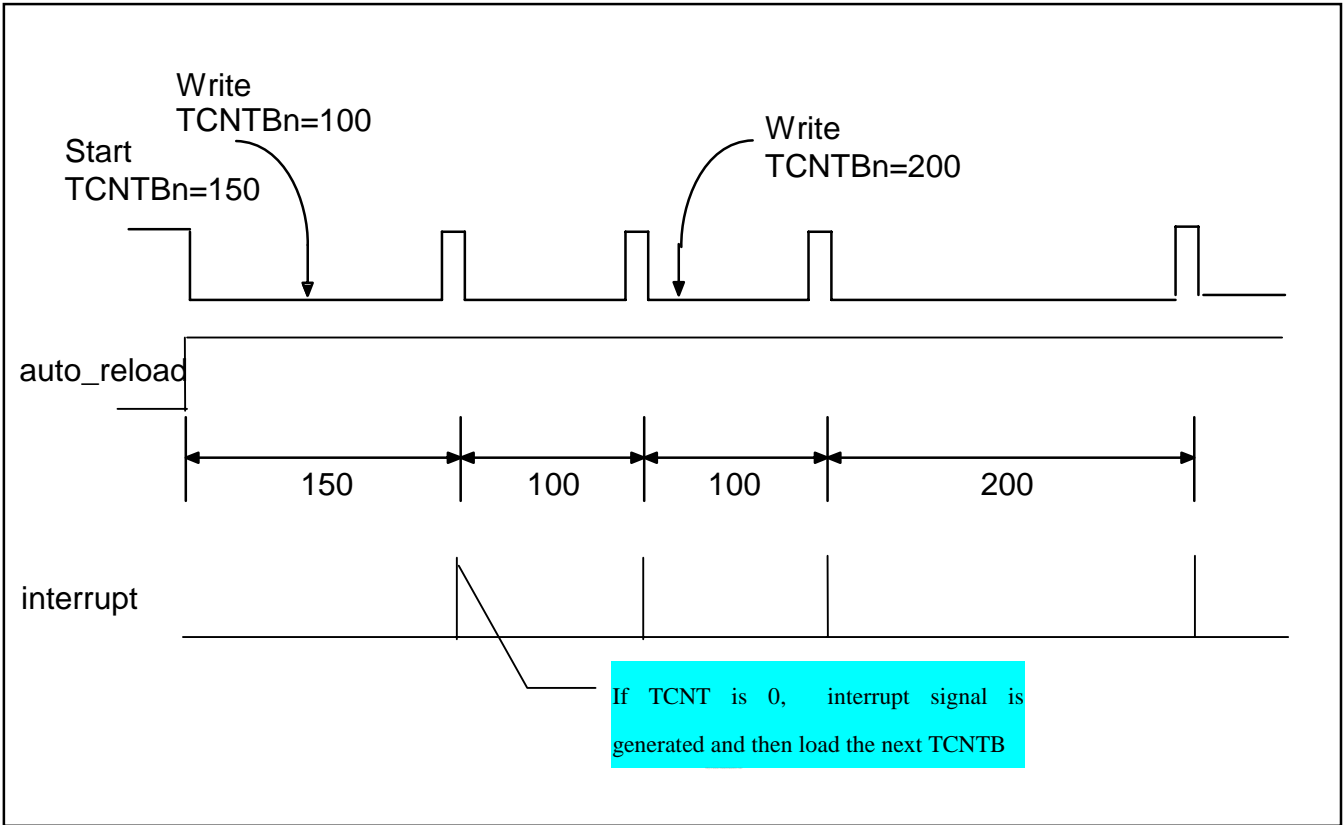 Write
TCNTBn=100
Start
TCNTBn=150
Write
TCNTBn=200
auto_reload
150
100
100
200
interrupt
If TCNT is 0, interrupt signal is
generated and then load the next TCNTB